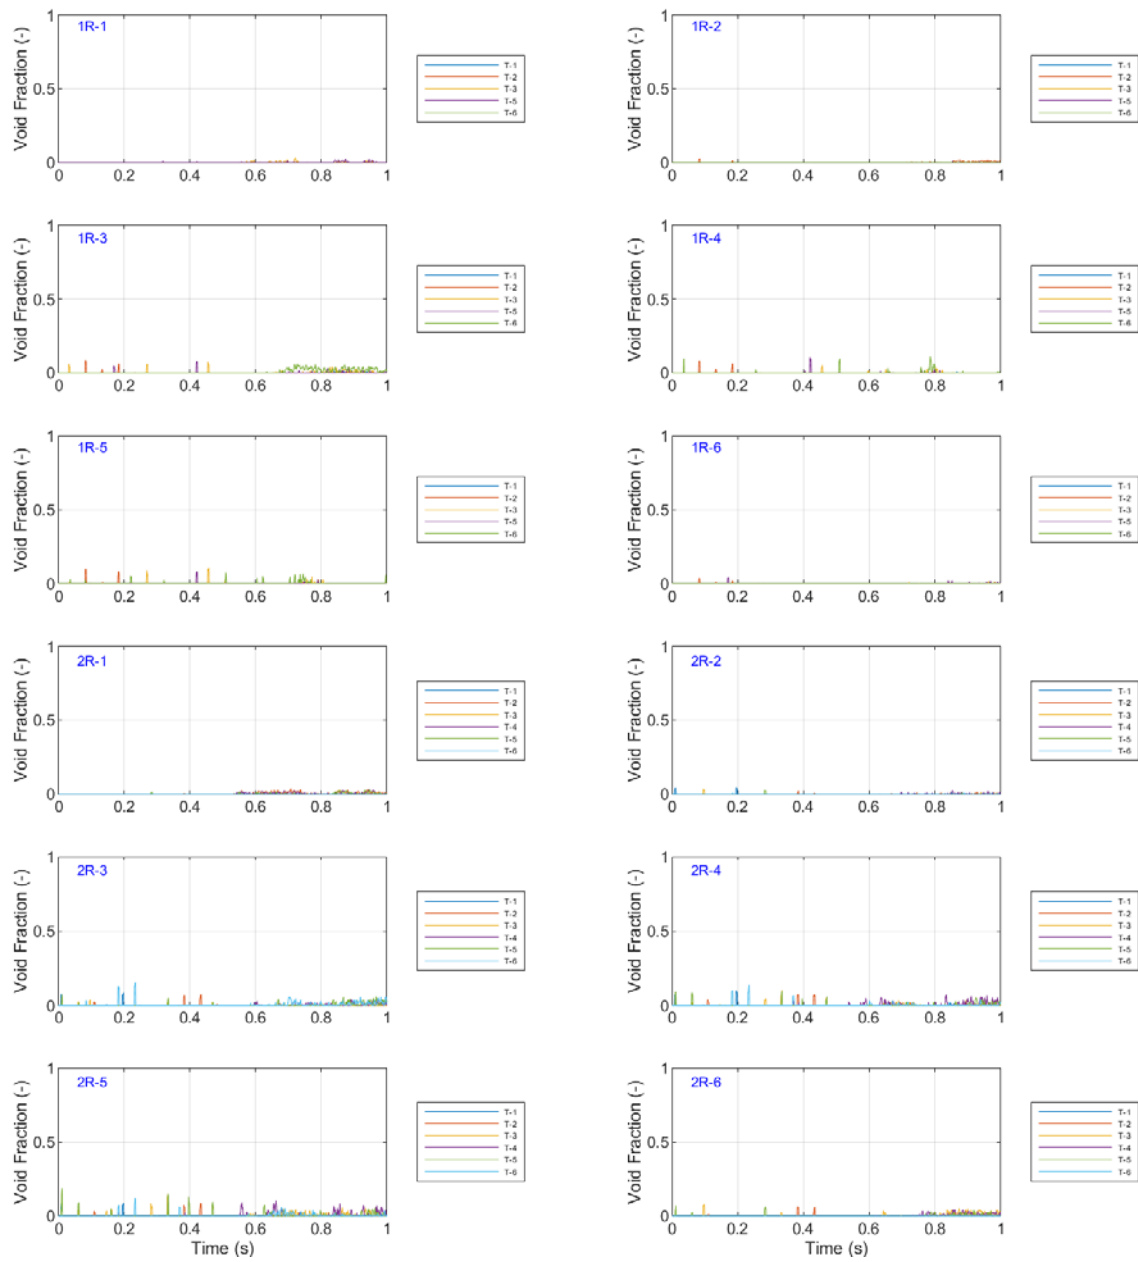 1R-1
Void Fraction (-)
1
0.5
0
0 0.2 0.4 0.6 0.8 1
T-1
T-2
T-3
T-5
T-6
1R-2
Void Fraction (-)
1
0.5
0
0 0.2 0.4 0.6 0.8 1
T-1
T-2
T-3
T-5
T-6
1R-3
Void Fraction (-)
1
0.5
0
0 0.2 0.4 0.6 0.8 1
T-1
T-2
T-3
T-5
T-6
1R-4
Void Fraction (-)
1
0.5
0
0 0.2 0.4 0.6 0.8 1
T-1
T-2
T-3
T-5
T-6
1R-5
Void Fraction (-)
1
0.5
0
0 0.2 0.4 0.6 0.8 1
T-1
T-2
T-3
T-5
T-6
1R-6
Void Fraction (-)
1
0.5
0
0 0.2 0.4 0.6 0.8 1
T-1
T-2
T-3
T-5
T-6
2R-1
Void Fraction (-)
1
0.5
0
0 0.2 0.4 0.6 0.8 1
T-1
T-2
T-3
T-4
T-5
T-6
2R-2
Void Fraction (-)
1
0.5
0
0 0.2 0.4 0.6 0.8 1
T-1
T-2
T-3
T-4
T-5
T-6
2R-3
Void Fraction (-)
1
0.5
0
0 0.2 0.4 0.6 0.8 1
T-1
T-2
T-3
T-4
T-5
T-6
2R-4
Void Fraction (-)
1
0.5
0
0 0.2 0.4 0.6 0.8 1
T-1
T-2
T-3
T-4
T-5
T-6
2R-5
Void Fraction (-)
1
0.5
0
0 0.2 0.4 0.6 0.8 1
Time (s)
T-1
T-2
T-3
T-4
T-5
T-6
2R-6
Void Fraction (-)
1
0.5
0
0 0.2 0.4 0.6 0.8 1
Time (s)
T-1
T-2
T-3
T-4
T-5
T-6